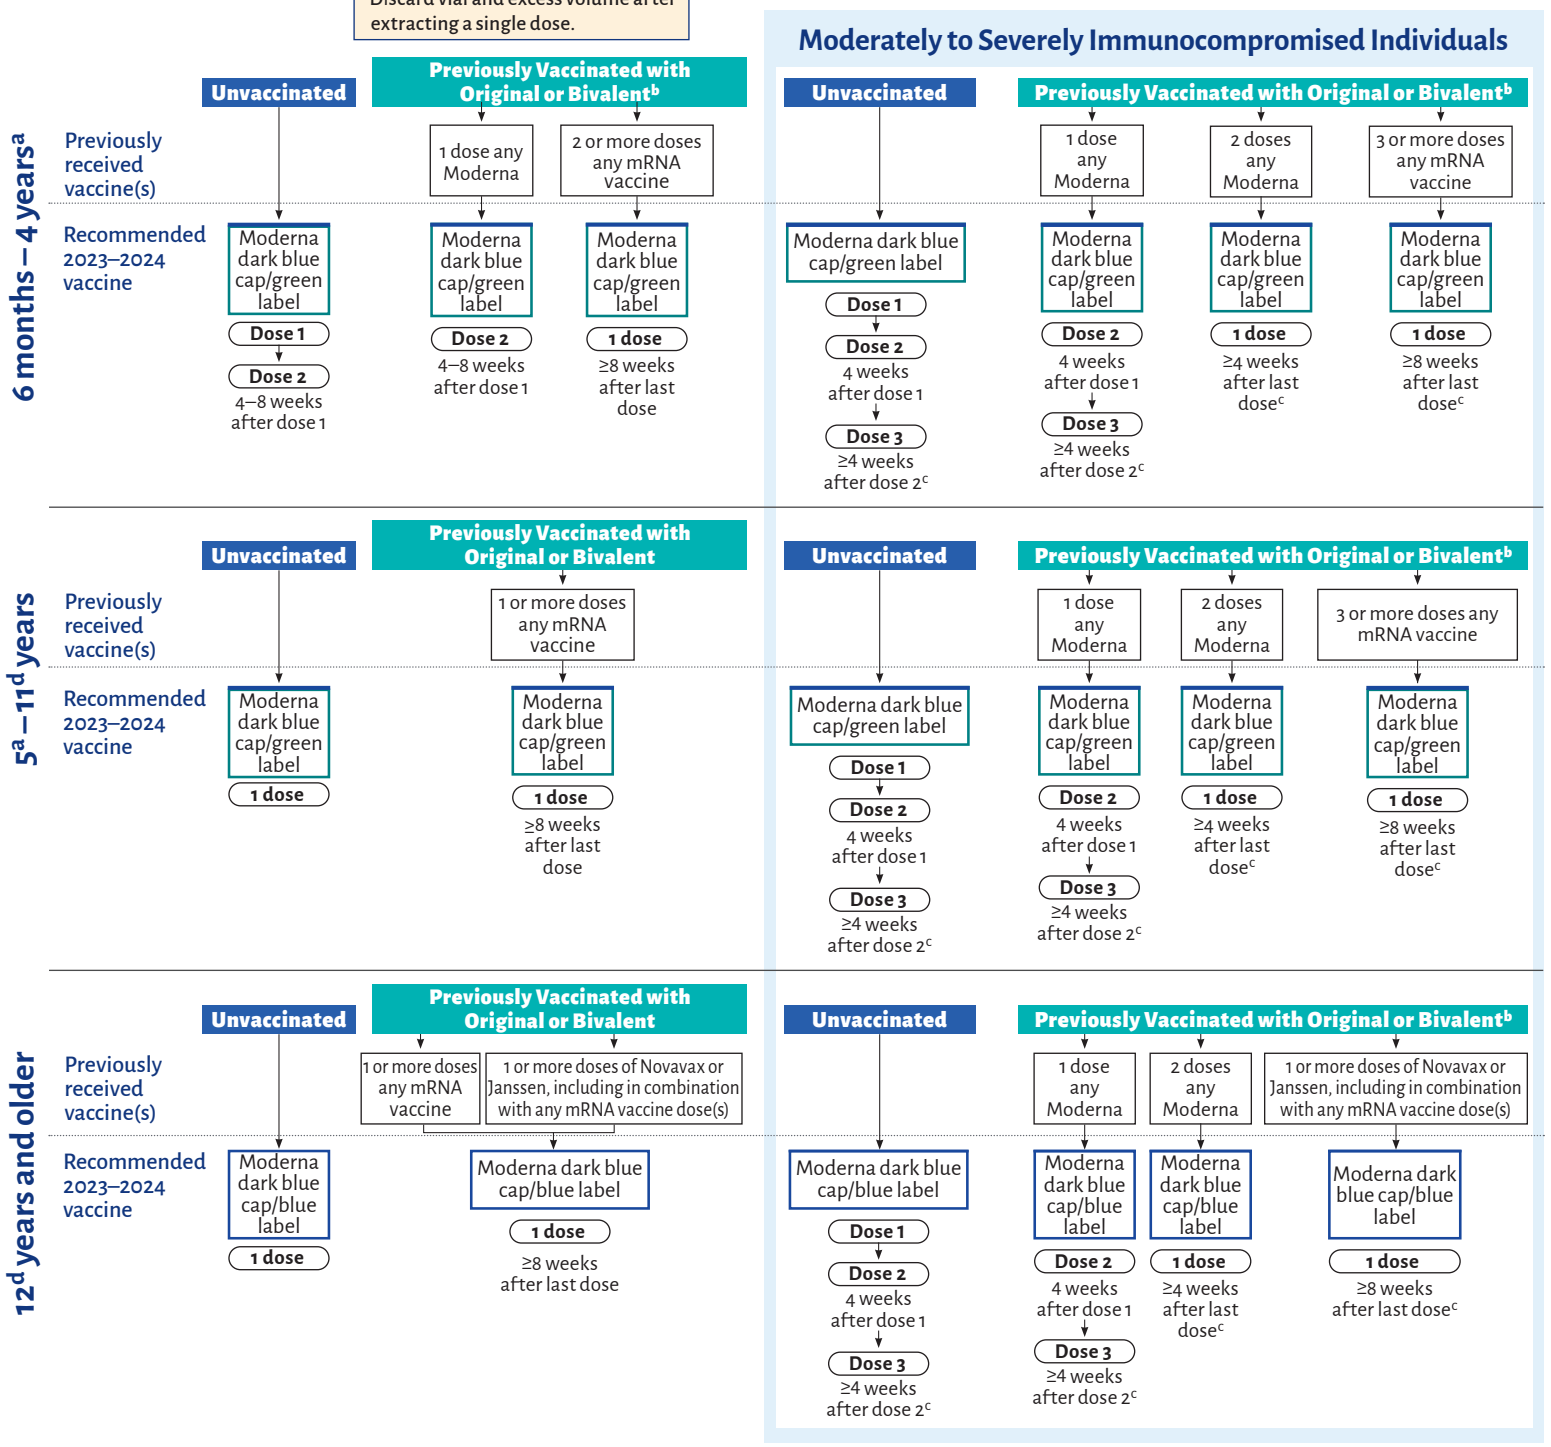 Discard vial and excess volume after
extracting a single dose.
Moderately to Severely Immunocompromised Individuals
6 months – 4 yearsᵃ
Unvaccinated
Previously Vaccinated with
Original or Bivalentᵇ
Unvaccinated
Previously Vaccinated with Original or Bivalentᵇ
Previously
received
vaccine(s)
1 dose any
Moderna
2 or more doses
any mRNA
vaccine
1 dose
any
Moderna
2 doses
any
Moderna
3 or more doses
any mRNA
vaccine
Recommended
2023–2024
vaccine
Moderna
dark blue
cap/green
label
Dose 1
Dose 2
4–8 weeks
after dose 1
Moderna
dark blue
cap/green
label
Dose 2
4–8 weeks
after dose 1
Moderna
dark blue
cap/green
label
1 dose
≥8 weeks
after last
dose
Moderna dark blue
cap/green label
Dose 1
Dose 2
4 weeks
after dose 1
Dose 3
≥4 weeks
after dose 2ᶜ
Moderna
dark blue
cap/green
label
Dose 2
4 weeks
after dose 1
Dose 3
≥4 weeks
after dose 2ᶜ
Moderna
dark blue
cap/green
label
1 dose
≥4 weeks
after last
doseᶜ
Moderna
dark blue
cap/green
label
1 dose
≥8 weeks
after last
doseᶜ
5ᵃ – 11ᵈ years
Unvaccinated
Previously Vaccinated with
Original or Bivalent
Unvaccinated
Previously Vaccinated with Original or Bivalentᵇ
Previously
received
vaccine(s)
1 or more doses
any mRNA
vaccine
1 dose
any
Moderna
2 doses
any
Moderna
3 or more doses any
mRNA vaccine
Recommended
2023–2024
vaccine
Moderna
dark blue
cap/green
label
1 dose
Moderna
dark blue
cap/green
label
1 dose
≥8 weeks
after last
dose
Moderna dark blue
cap/green label
Dose 1
Dose 2
4 weeks
after dose 1
Dose 3
≥4 weeks
after dose 2ᶜ
Moderna
dark blue
cap/green
label
Dose 2
4 weeks
after dose 1
Dose 3
≥4 weeks
after dose 2ᶜ
Moderna
dark blue
cap/green
label
1 dose
≥4 weeks
after last
doseᶜ
Moderna
dark blue
cap/green
label
1 dose
≥8 weeks
after last
doseᶜ
12ᵈ years and older
Unvaccinated
Previously Vaccinated with
Original or Bivalent
Unvaccinated
Previously Vaccinated with Original or Bivalentᵇ
Previously
received
vaccine(s)
1 or more doses
any mRNA
vaccine
1 or more doses of Novavax or
Janssen, including in combination
with any mRNA vaccine dose(s)
1 dose
any
Moderna
2 doses
any
Moderna
1 or more doses of Novavax or
Janssen, including in combination
with any mRNA vaccine dose(s)
Recommended
2023–2024
vaccine
Moderna
dark blue
cap/blue
label
1 dose
Moderna dark blue
cap/blue label
1 dose
≥8 weeks
after last dose
Moderna dark blue
cap/blue label
Dose 1
Dose 2
4 weeks
after dose 1
Dose 3
≥4 weeks
after dose 2ᶜ
Moderna
dark blue
cap/blue
label
Dose 2
4 weeks
after dose 1
Dose 3
≥4 weeks
after dose 2ᶜ
Moderna
dark blue
cap/blue
label
1 dose
≥4 weeks
after last
doseᶜ
Moderna dark
blue cap/blue
label
1 dose
≥8 weeks
after last doseᶜ